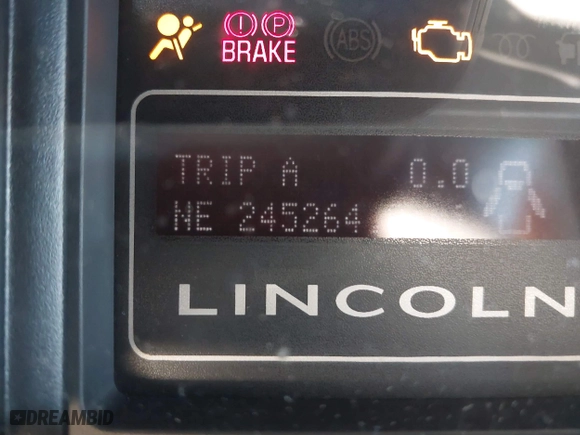 (!) (P)
BRAKE
ABS
TRIP A 0.0
NE 245264
LINCOLN
DREAMBID